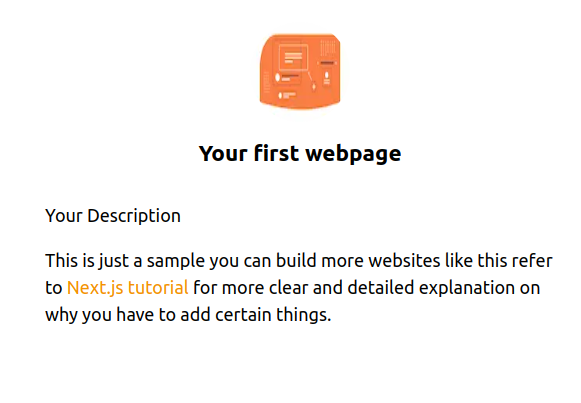 Your first webpage
Your Description
This is just a sample you can build more websites like this refer
to Next.js tutorial for more clear and detailed explanation on
why you have to add certain things.